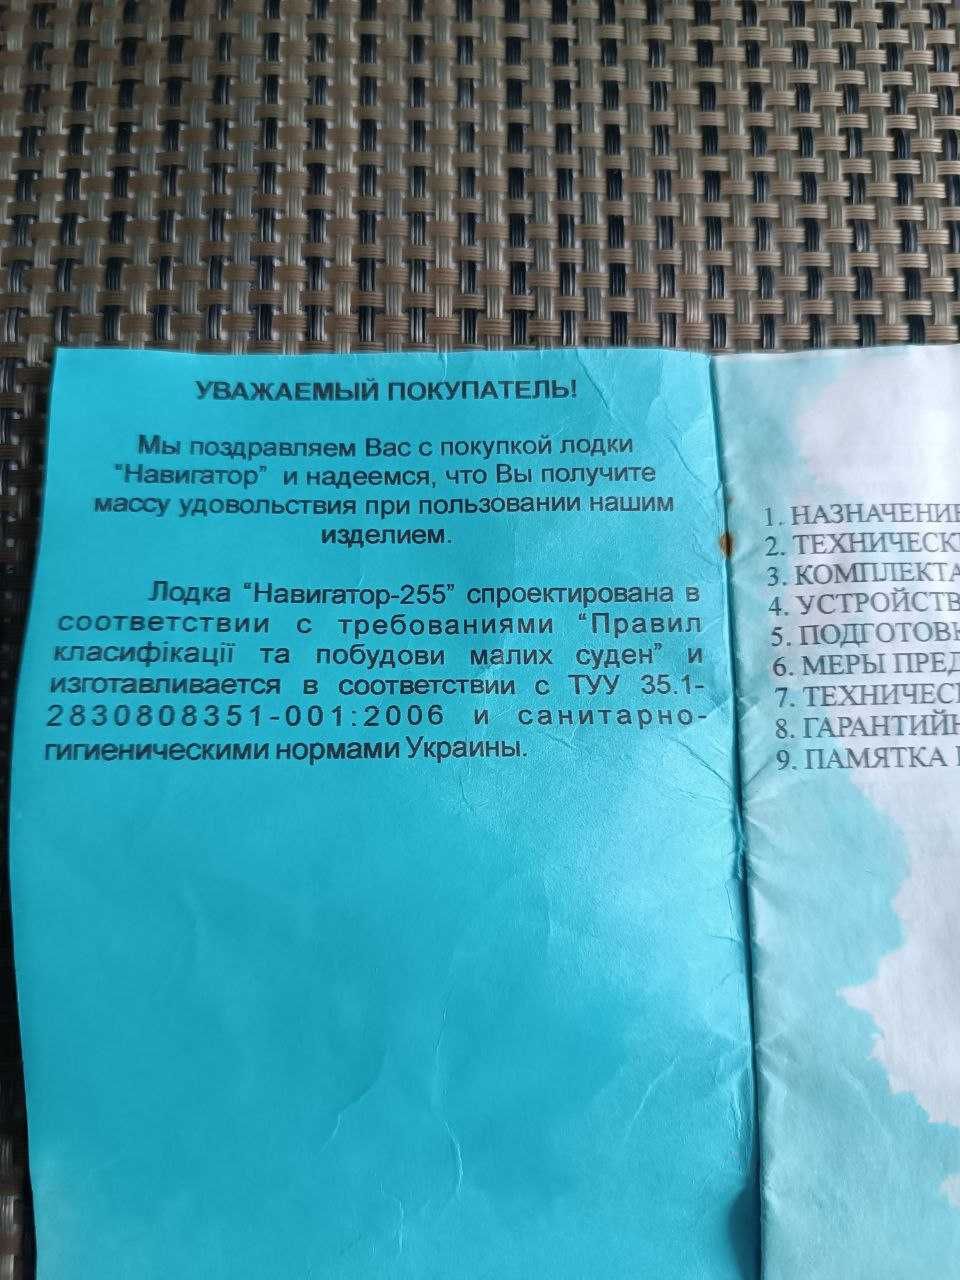 УВАЖАЕМЫЙ ПОКУПАТЕЛЬ!
Мы поздравляем Вас с покупкой лодки
"Навигатор" и надеемся, что Вы получите
массу удовольствия при пользовании нашим
изделием.
Лодка "Навигатор-255" спроектирована в
соответствии с требованиями "Правил
класифікації та побудови малих суден" и
изготавливается в соответствии с ТУУ 35.1-
2830808351-001:2006 и санитарно-
гигиеническими нормами Украины.
1. НАЗНАЧЕНИЕ
2. ТЕХНИЧЕСК
3. КОМПЛЕКТА
4. УСТРОЙСТВ
5. ПОДГОТОВ
6. МЕРЫ ПРЕД
7. ТЕХНИЧЕС
8. ГАРАНТИЙН
9. ПАМЯТКА